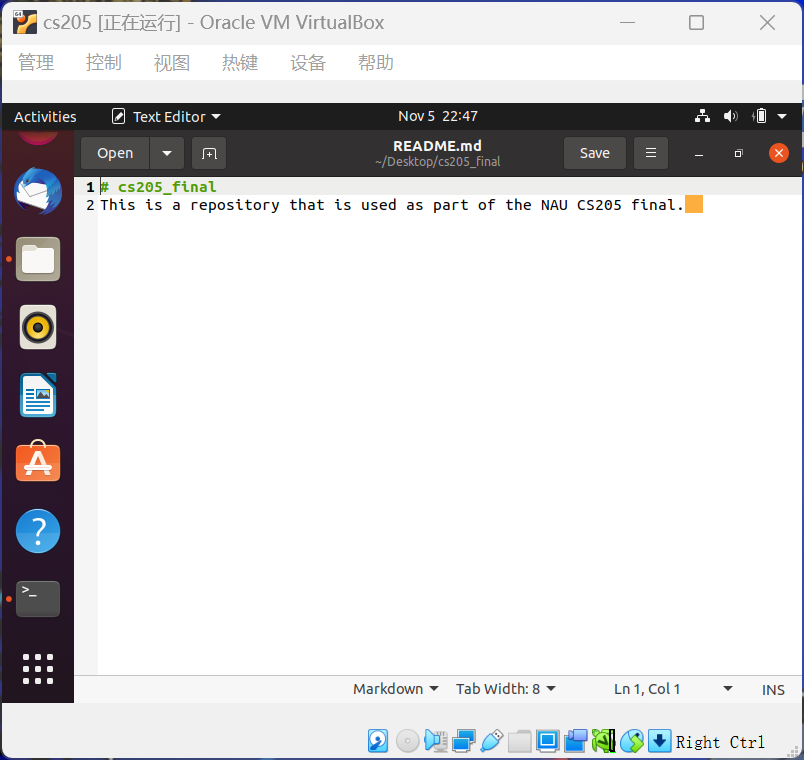 cs205 [正在运行] - Oracle VM VirtualBox
管理 控制 视图 热键 设备 帮助
Activities Text Editor Nov 5 22:47
Open README.md Save
~/Desktop/cs205_final
1 # cs205_final
2 This is a repository that is used as part of the NAU CS205 final.
Markdown Tab Width: 8 Ln 1, Col 1 INS
Right Ctrl